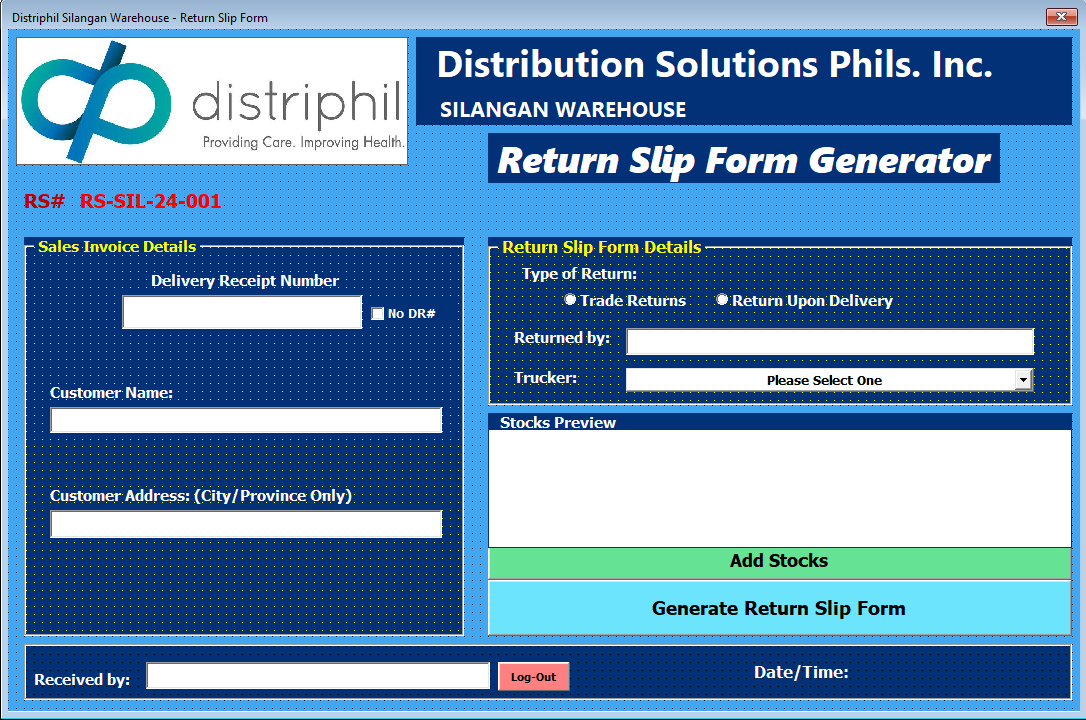 Distriphil Silangan Warehouse - Return Slip Form
distriphil
Providing Care. Improving Health.
Distribution Solutions Phils. Inc.
SILANGAN WAREHOUSE
Return Slip Form Generator
RS# RS-SIL-24-001
Sales Invoice Details
Delivery Receipt Number
No DR#
Customer Name:
Customer Address: (City/Province Only)
Return Slip Form Details
Type of Return:
Trade Returns Return Upon Delivery
Returned by:
Trucker: Please Select One
Stocks Preview
Add Stocks
Generate Return Slip Form
Received by: Log-Out Date/Time: